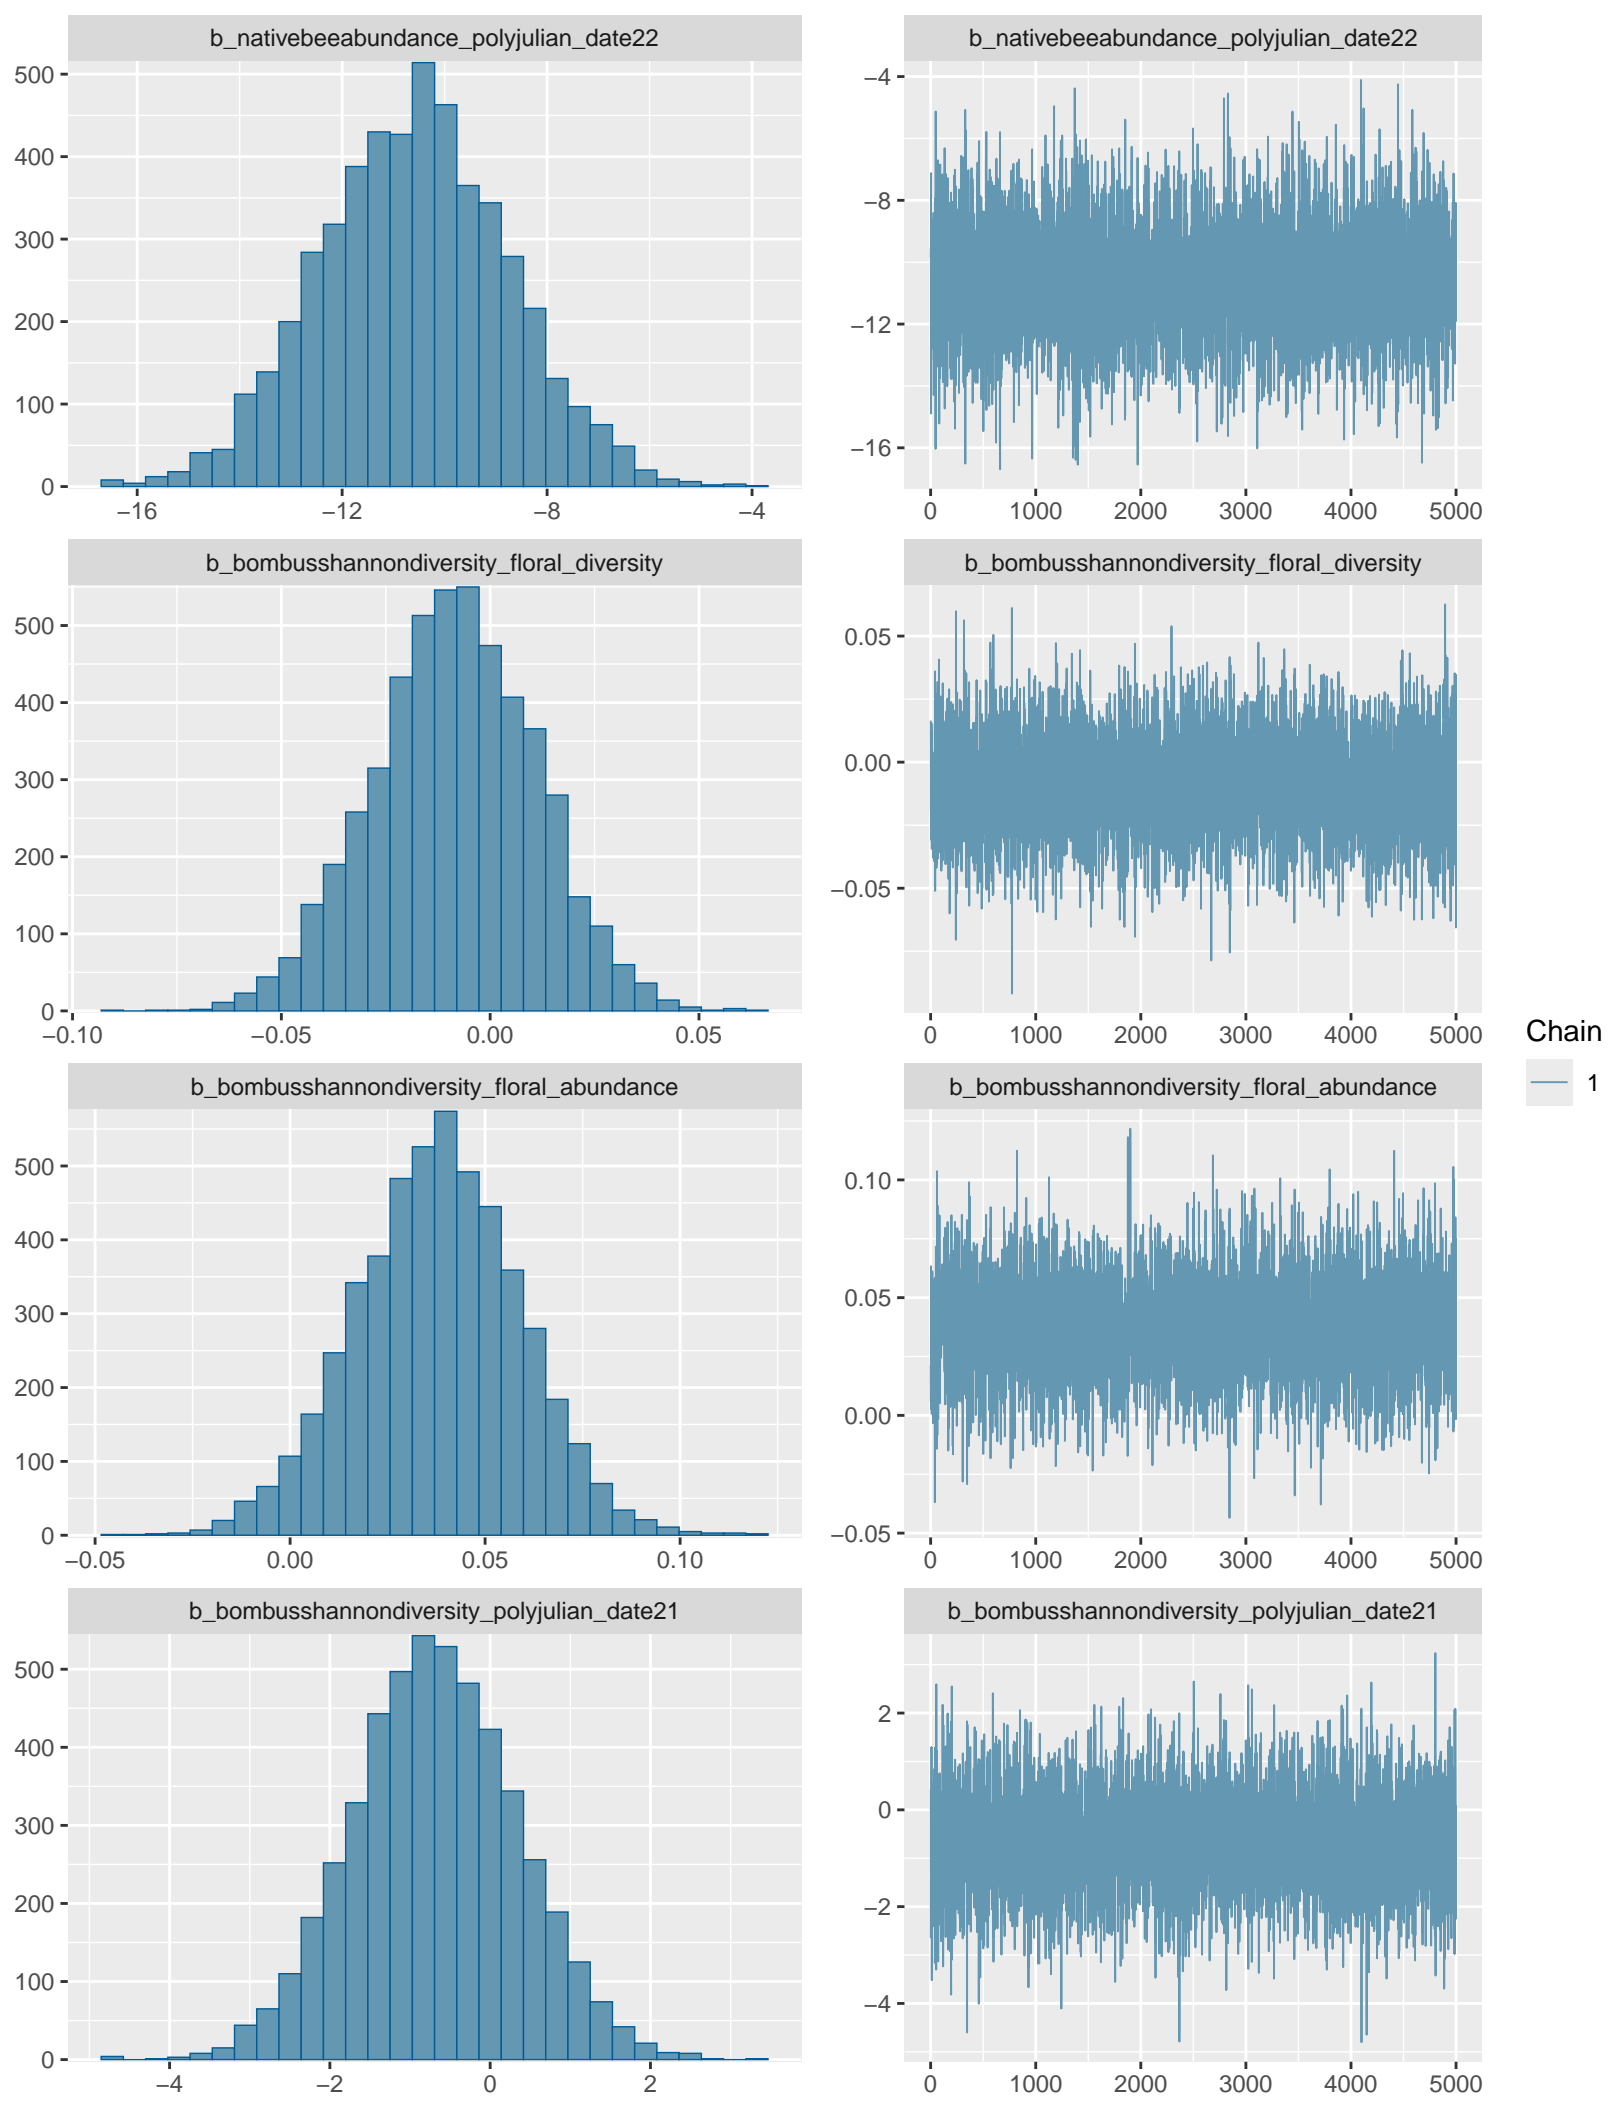 b_nativebeeabundance_polyjulian_date22
b_nativebeeabundance_polyjulian_date22
500
400
300
200
100
0
−16 −12 −8 −4
−4
−8
−12
−16
0 1000 2000 3000 4000 5000
b_bombusshannondiversity_floral_diversity
b_bombusshannondiversity_floral_diversity
500
400
300
200
100
0
−0.10 −0.05 0.00 0.05
0.05
0.00
−0.05
0 1000 2000 3000 4000 5000
Chain
1
b_bombusshannondiversity_floral_abundance
b_bombusshannondiversity_floral_abundance
500
400
300
200
100
0
−0.05 0.00 0.05 0.10
0.10
0.05
0.00
−0.05
0 1000 2000 3000 4000 5000
b_bombusshannondiversity_polyjulian_date21
b_bombusshannondiversity_polyjulian_date21
500
400
300
200
100
0
−4 −2 0 2
2
0
−2
−4
0 1000 2000 3000 4000 5000